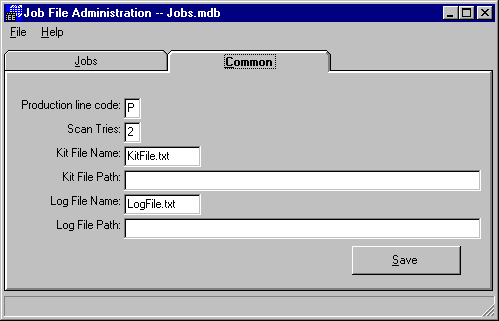 Job File Administration -- Jobs.mdb
File Help
Jobs Common
Production line code: P
Scan Tries: 2
Kit File Name: KitFile.txt
Kit File Path:
Log File Name: LogFile.txt
Log File Path:
Save